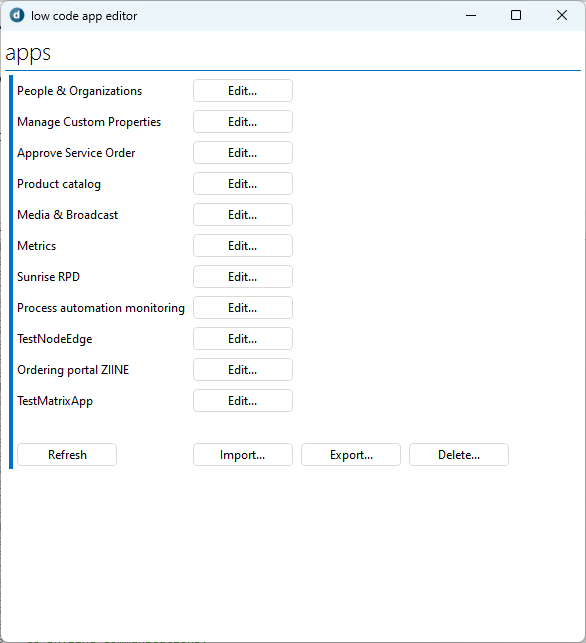 low code app editor
apps
People & Organizations Edit...
Manage Custom Properties Edit...
Approve Service Order Edit...
Product catalog Edit...
Media & Broadcast Edit...
Metrics Edit...
Sunrise RPD Edit...
Process automation monitoring Edit...
TestNodeEdge Edit...
Ordering portal ZIINE Edit...
TestMatrixApp Edit...
Refresh Import... Export... Delete...